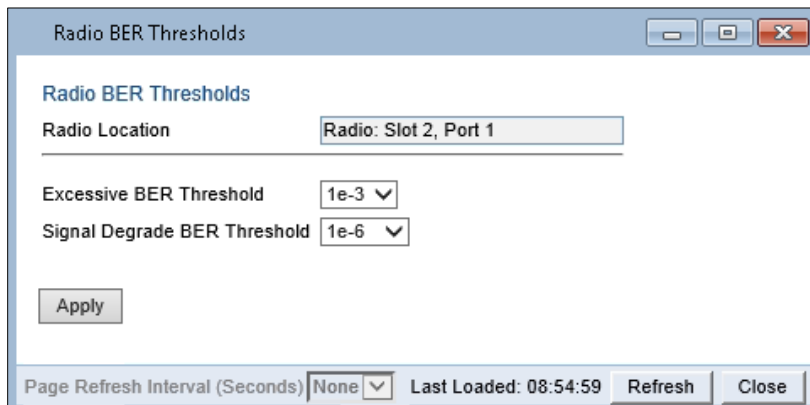 Radio BER Thresholds
Radio BER Thresholds
Radio Location Radio: Slot 2, Port 1
Excessive BER Threshold 1e-3
Signal Degrade BER Threshold 1e-6
Apply
Page Refresh Interval (Seconds) None Last Loaded: 08:54:59 Refresh Close